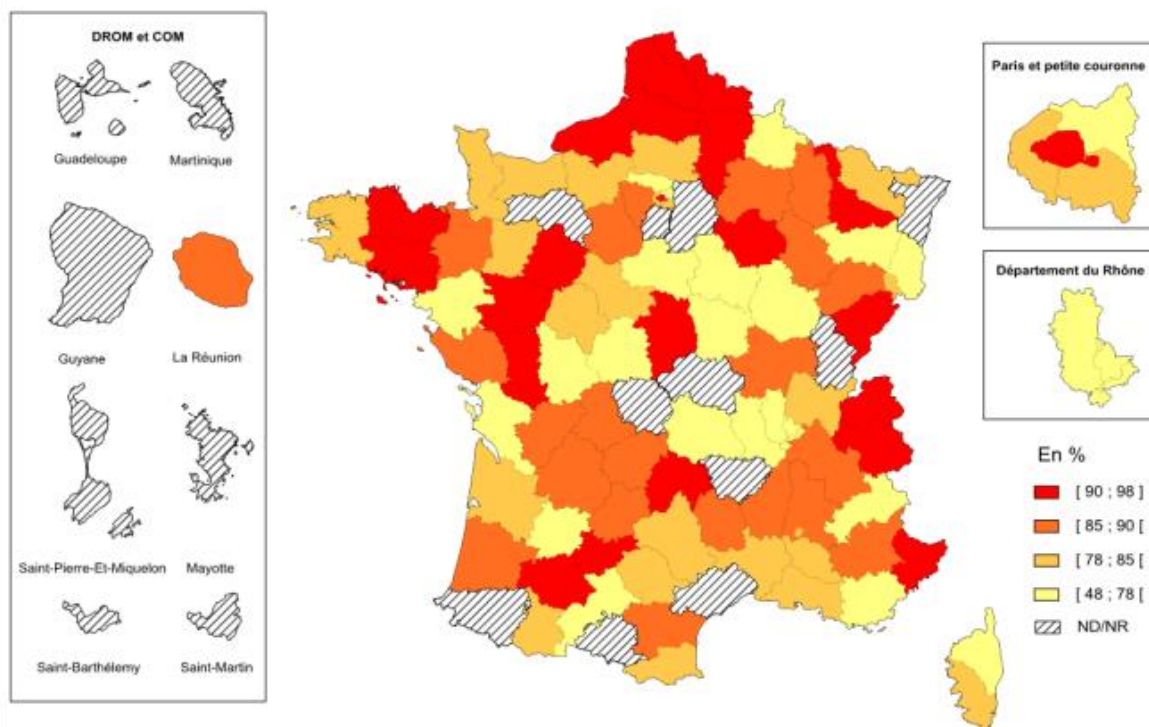 DROM et COM
Guadeloupe
Martinique
Guyane
La Réunion
Saint-Pierre-Et-Miquelon
Mayotte
Saint-Barthélemy
Saint-Martin
Paris et petite couronne
Département du Rhône
En %
[ 90 ; 98 ]
[ 85 ; 90 [
[ 78 ; 85 [
[ 48 ; 78 [
ND/NR